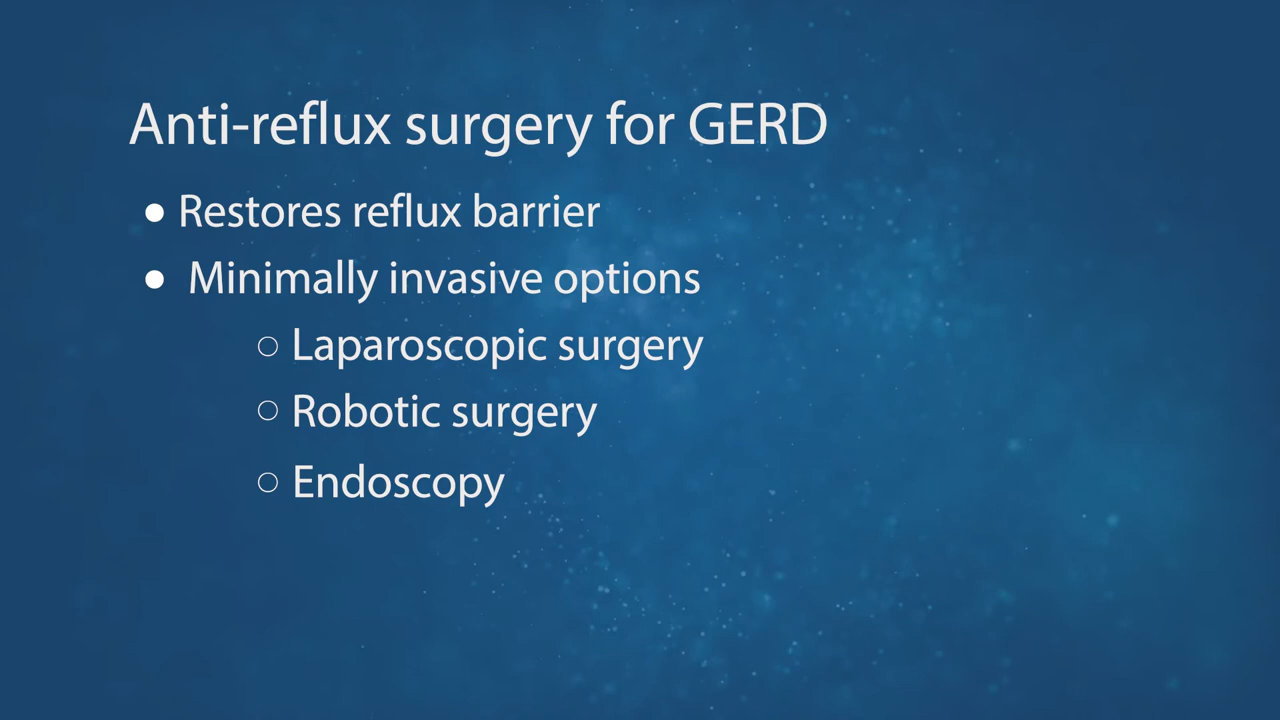 Anti-reflux surgery for GERD
● Restores reflux barrier
● Minimally invasive options
○ Laparoscopic surgery
○ Robotic surgery
○ Endoscopy